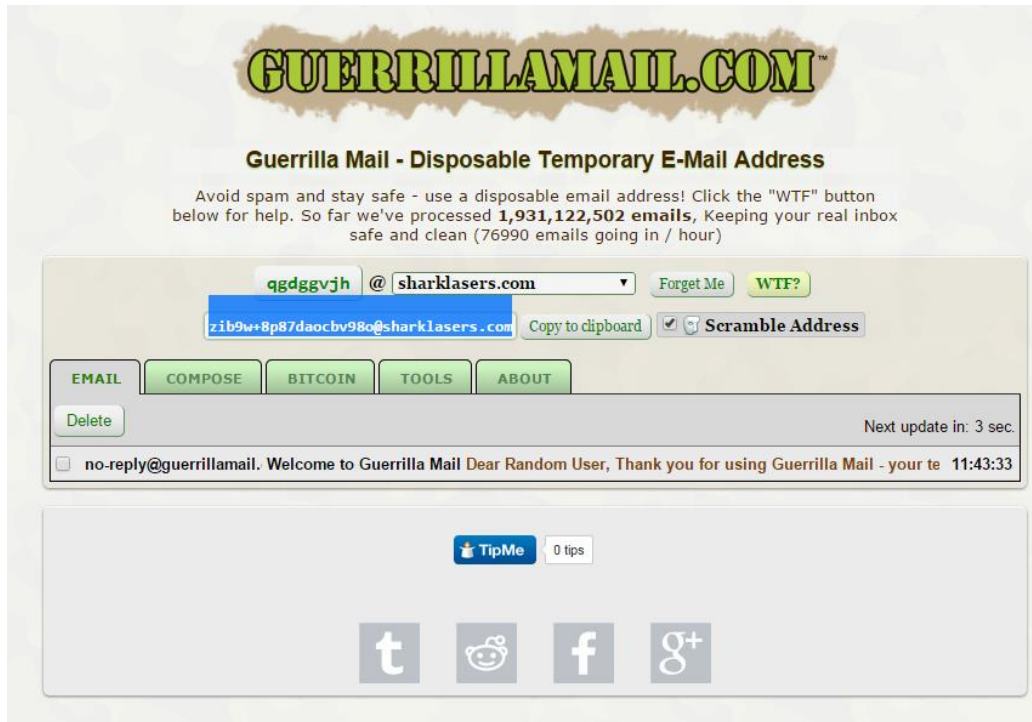 GUERRILLAMAIL.COM™
Guerrilla Mail - Disposable Temporary E-Mail Address
Avoid spam and stay safe - use a disposable email address! Click the "WTF" button
below for help. So far we've processed 1,931,122,502 emails, Keeping your real inbox
safe and clean (76990 emails going in / hour)
qgdggvjh @ sharklasers.com Forget Me WTF?
zib9w+8p87daocbv98o@sharklasers.com Copy to clipboard Scramble Address
EMAIL COMPOSE BITCOIN TOOLS ABOUT
Delete Next update in: 3 sec.
no-reply@guerrillamail. Welcome to Guerrilla Mail Dear Random User, Thank you for using Guerrilla Mail - your te 11:43:33
TipMe 0 tips
t f g+